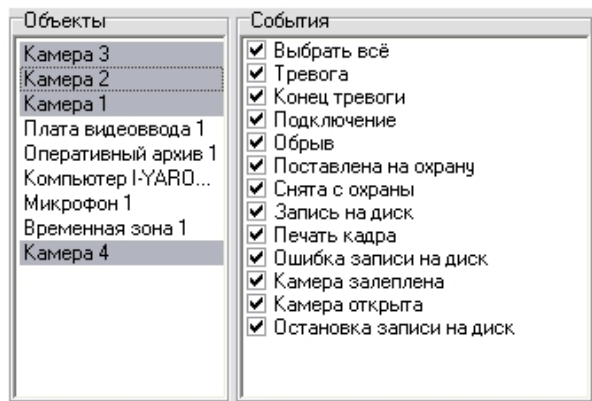 Объекты
Камера 3
Камера 2
Камера 1
Плата видеоввода 1
Оперативный архив 1
Компьютер I-YARO...
Микрофон 1
Временная зона 1
Камера 4
События
Выбрать всё
Тревога
Конец тревоги
Подключение
Обрыв
Поставлена на охрану
Снята с охраны
Запись на диск
Печать кадра
Ошибка записи на диск
Камера залеплена
Камера открыта
Остановка записи на диск